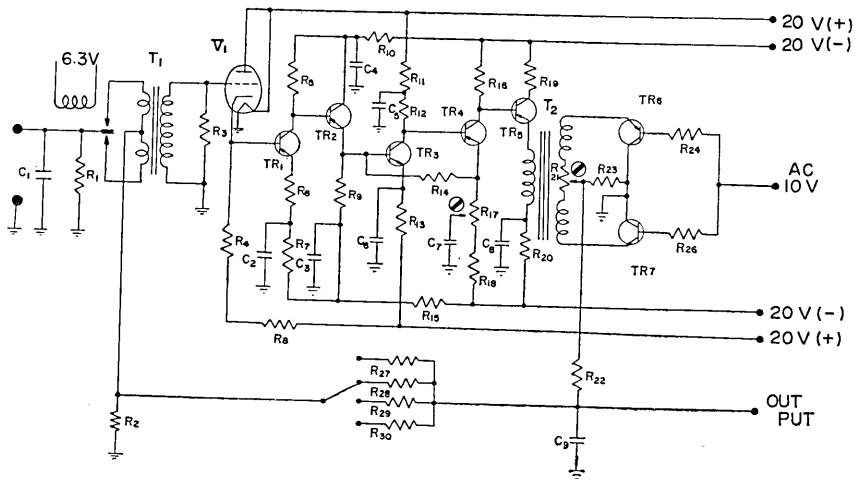 20 V (+)
20 V (-)
6.3V
T1
V1
R10
C4
R5
R11
C5
R12
R16
R19
T2
TR6
TR4
TR5
R3
TR1
TR2
TR3
R24
AC
10 V
C1
R1
R6
R9
R14
R13
R17
R21
R23
R4
C2
R7
C3
C6
C7
R18
C8
R20
R26
TR7
R15
20 V (-)
R8
20 V (+)
R27
R28
R29
R30
R22
OUT
PUT
R2
C9